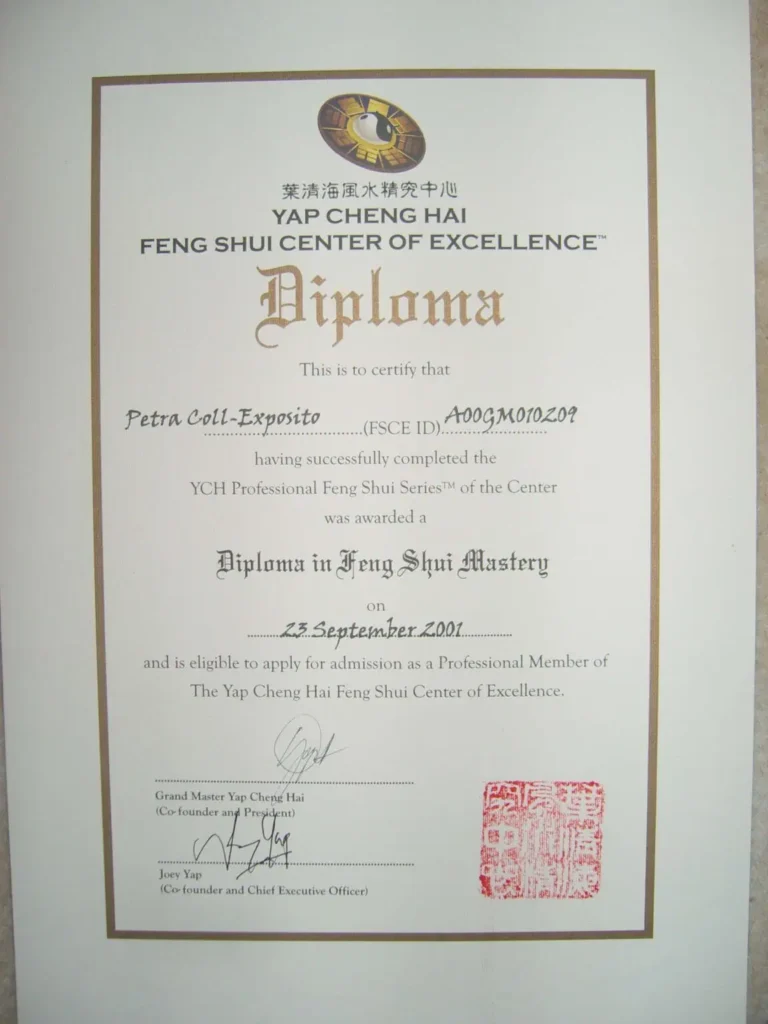 葉清海風水精究中心
YAP CHENG HAI
FENG SHUI CENTER OF EXCELLENCE™
Diploma
This is to certify that
Petra Coll-Exposito (FSCE ID) A00GM010209
having successfully completed the
YCH Professional Feng Shui Series™ of the Center
was awarded a
Diploma in Feng Shui Mastery
on
23 September 2001
and is eligible to apply for admission as a Professional Member of
The Yap Cheng Hai Feng Shui Center of Excellence.
Grand Master Yap Cheng Hai
(Co-founder and President)
Joey Yap
(Co-founder and Chief Executive Officer)